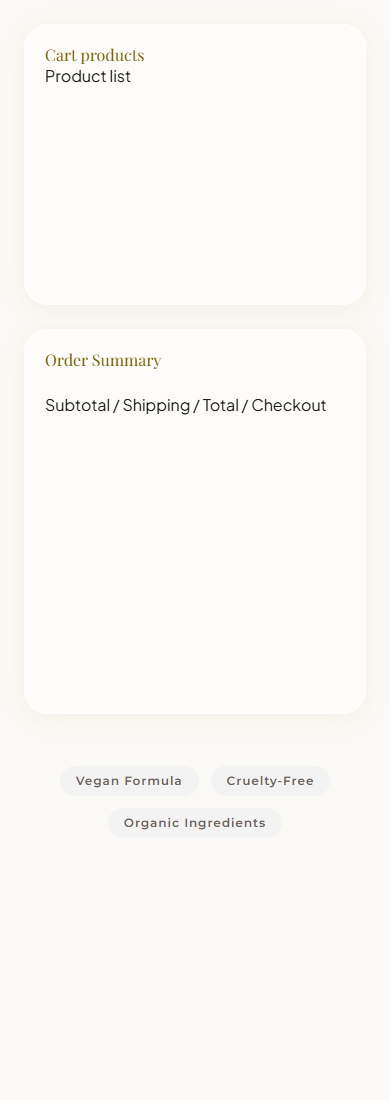 Cart products
Product list
Order Summary
Subtotal / Shipping / Total / Checkout
Vegan Formula
Cruelty-Free
Organic Ingredients